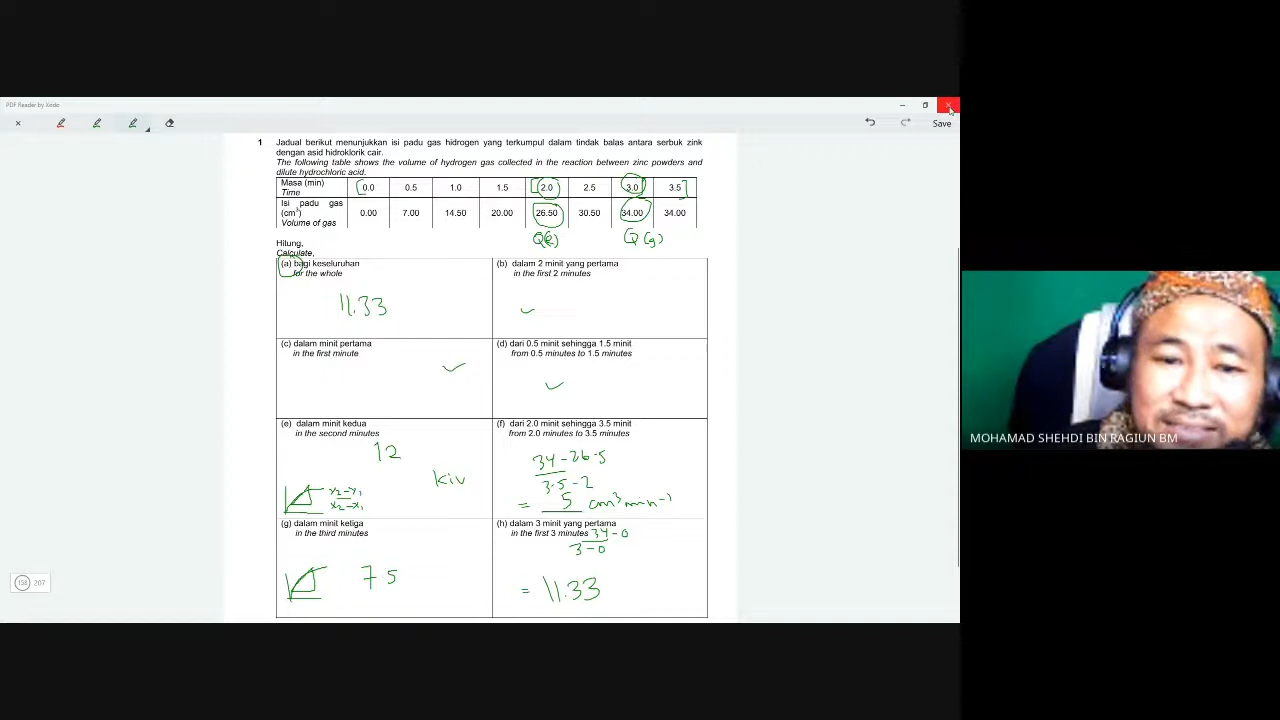 PDF Reader by Xodo
Save
1 Jadual berikut menunjukkan isi padu gas hidrogen yang terkumpul dalam tindak balas antara serbuk zink
dengan asid hidroklorik cair.
The following table shows the volume of hydrogen gas collected in the reaction between zinc powders and
dilute hydrochloric acid.
Masa (min)
Time
0.0 0.5 1.0 1.5 2.0 2.5 3.0 3.5
Isi padu gas
(cm3)
Volume of gas
0.00 7.00 14.50 20.00 26.50 30.50 34.00 34.00
Q(g)
Hitung,
Calculate,
(a) bagi keseluruhan
for the whole
11.33
(b) dalam 2 minit yang pertama
in the first 2 minutes
(c) dalam minit pertama
in the first minute
(d) dari 0.5 minit sehingga 1.5 minit
from 0.5 minutes to 1.5 minutes
(e) dalam minit kedua
in the second minutes
12
kiv
(f) dari 2.0 minit sehingga 3.5 minit
from 2.0 minutes to 3.5 minutes
34-26.5
3.5-2
= 5 cm3 min-1
(g) dalam minit ketiga
in the third minutes
7.5
(h) dalam 3 minit yang pertama
in the first 3 minutes 34-0
3-0
= 11.33
158 207
MOHAMAD SHEHDI BIN RAGIUN BM